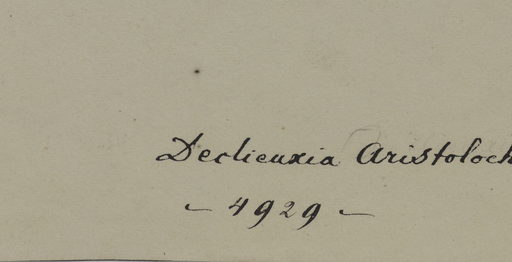 Declieuxia Aristoloch
- 4929 -